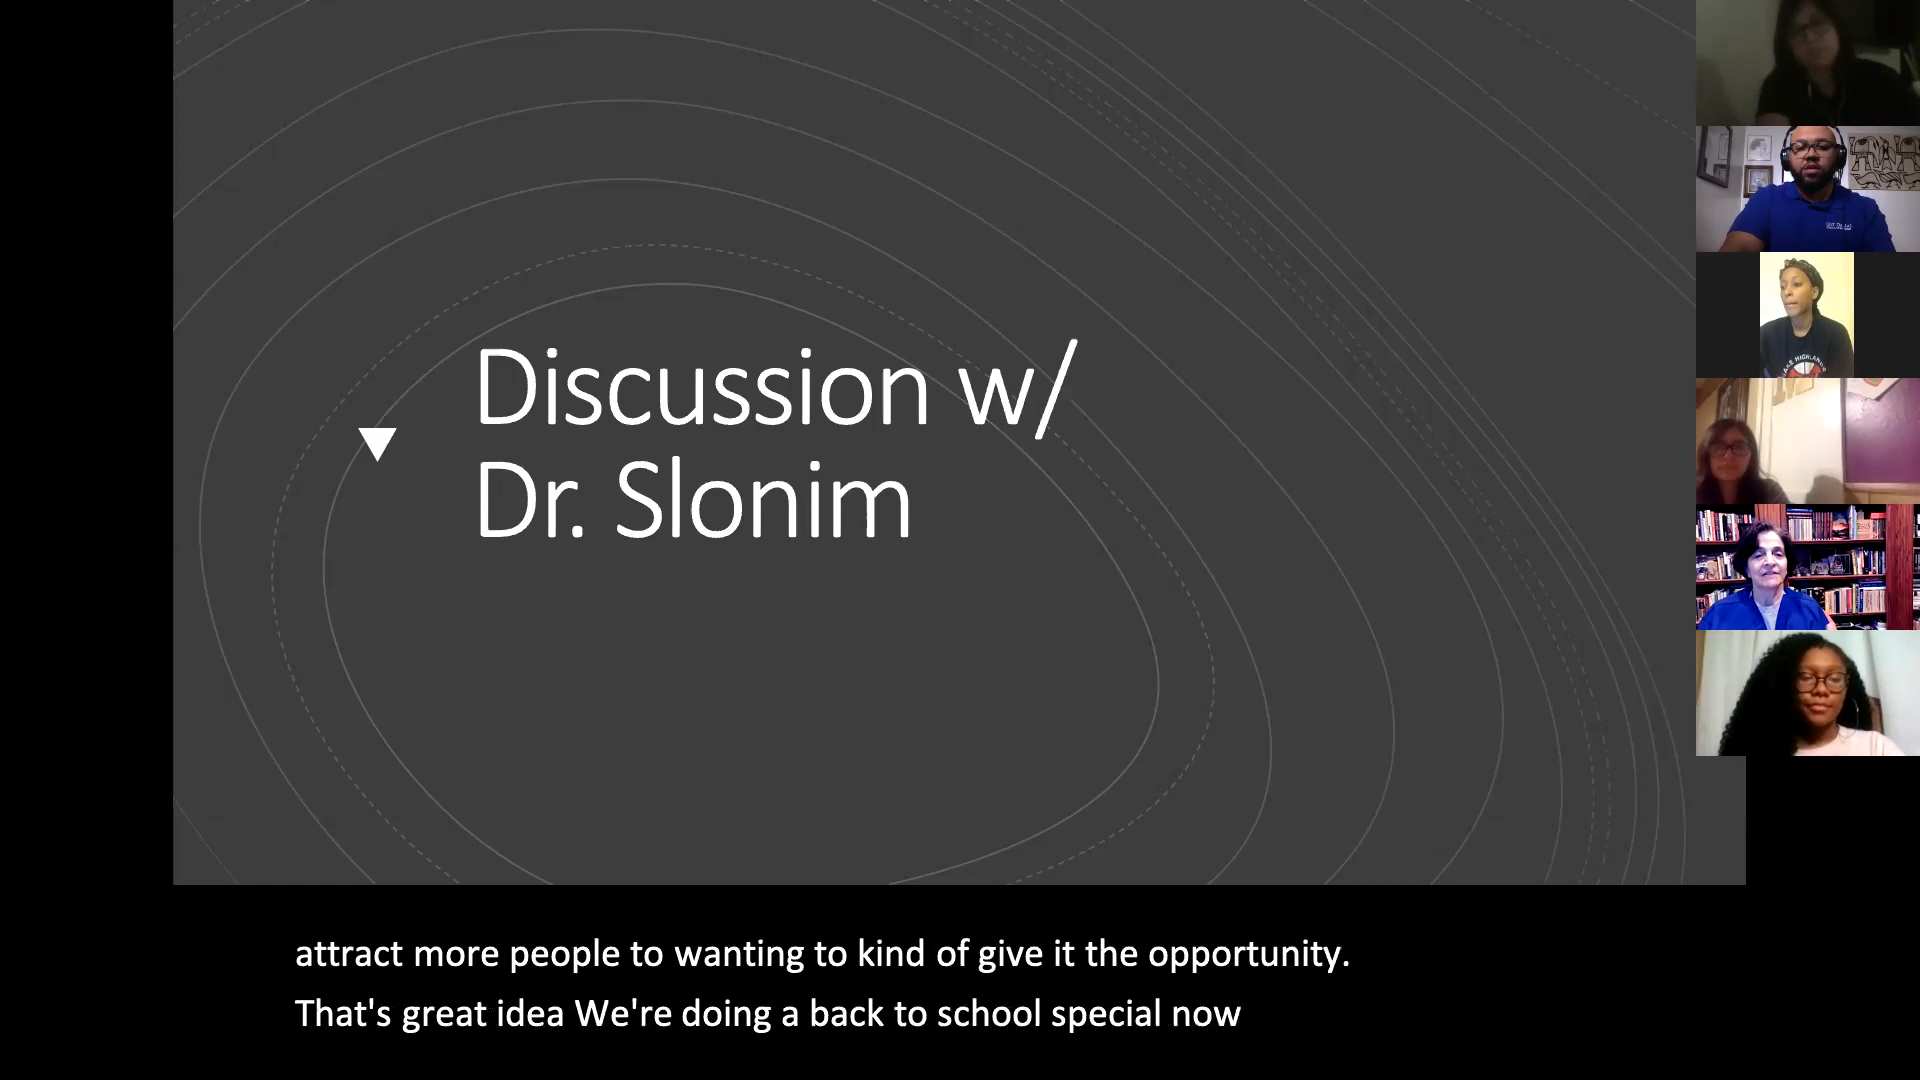 Discussion w/
Dr. Slonim
attract more people to wanting to kind of give it the opportunity.
That's great idea We're doing a back to school special now